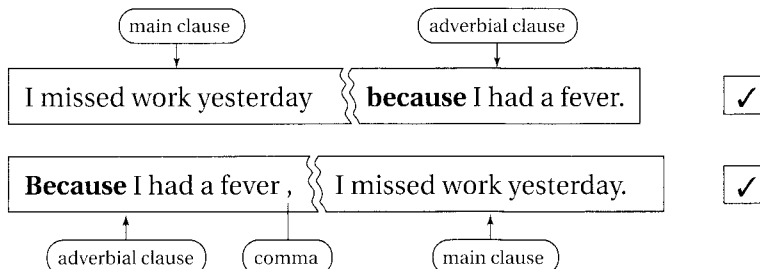 main clause adverbial clause
I missed work yesterday because I had a fever. ✓
Because I had a fever , I missed work yesterday. ✓
adverbial clause comma main clause